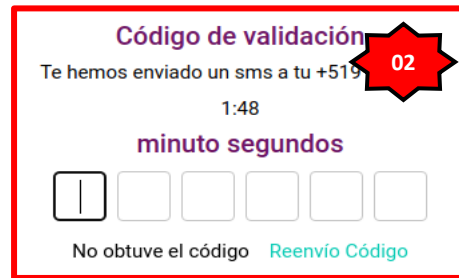 Código de validación
Te hemos enviado un sms a tu +519
02
1:48
minuto segundos
No obtuve el código Reenvío Código